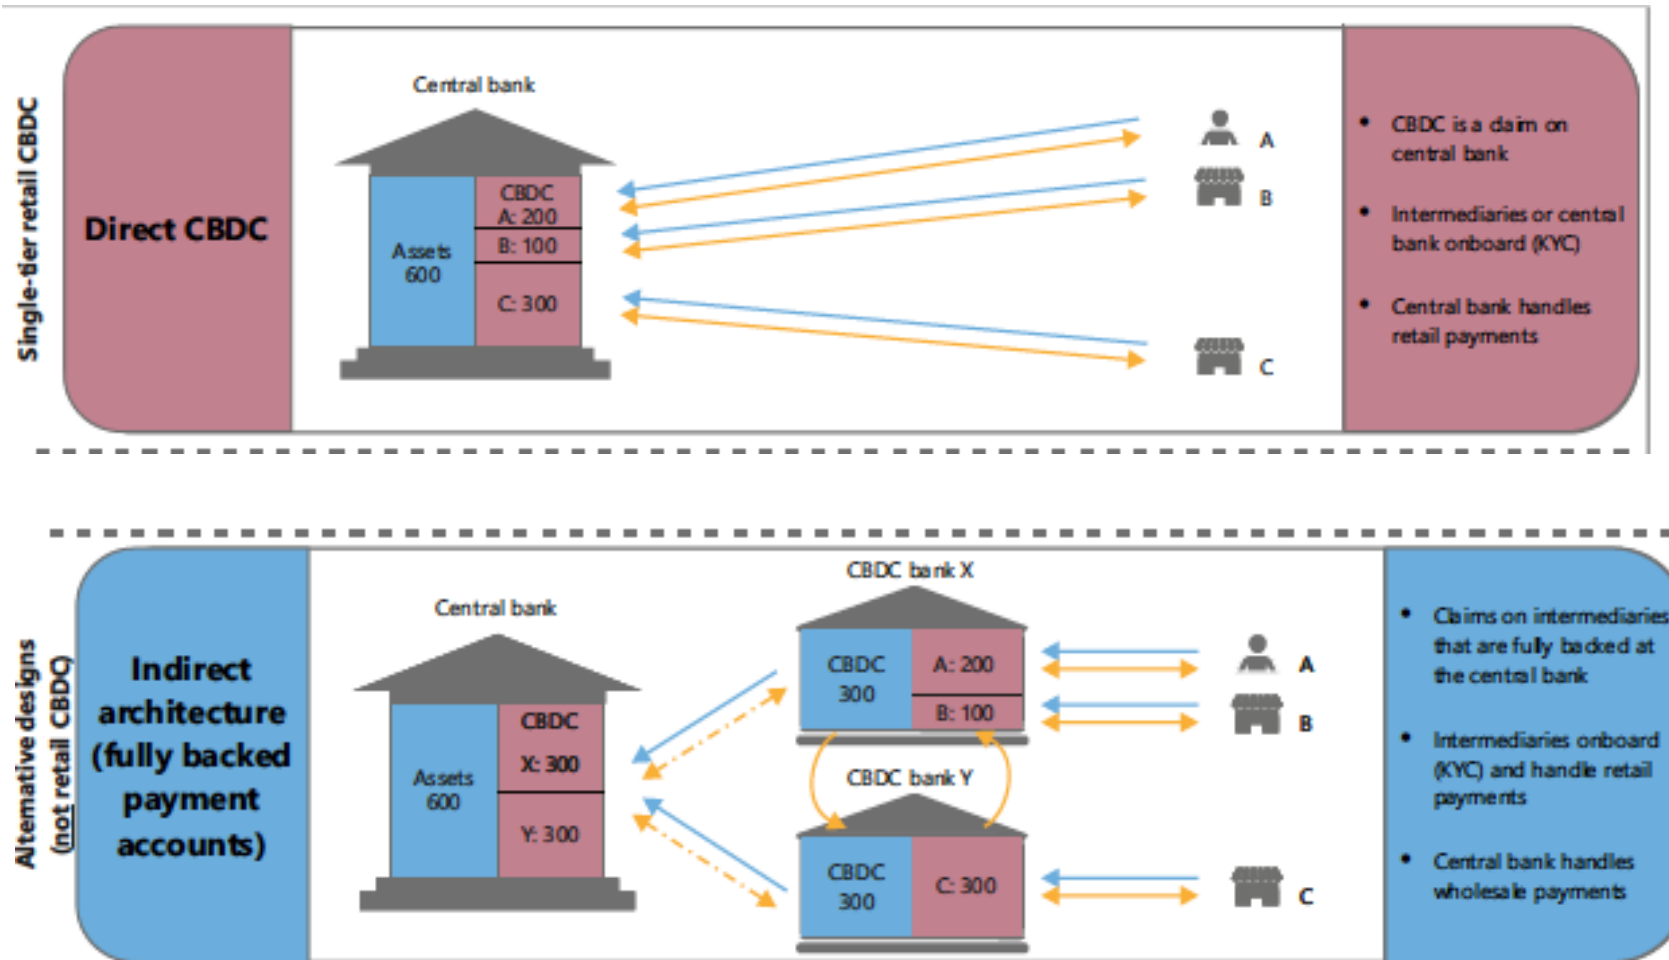 Single-tier retail CBDC
Direct CBDC
Central bank
Assets
600
CBDC
A: 200
B: 100
C: 300
A
B
C
• CBDC is a claim on
central bank
• Intermediaries or central
bank onboard (KYC)
• Central bank handles
retail payments
Alternative designs
(not retail CBDC)
Indirect
architecture
(fully backed
payment
accounts)
Central bank
Assets
600
CBDC
X: 300
Y: 300
CBDC bank X
CBDC
300
A: 200
B: 100
CBDC bank Y
CBDC
300
C: 300
A
B
C
• Claims on intermediaries
that are fully backed at
the central bank
• Intermediaries onboard
(KYC) and handle retail
payments
• Central bank handles
wholesale payments